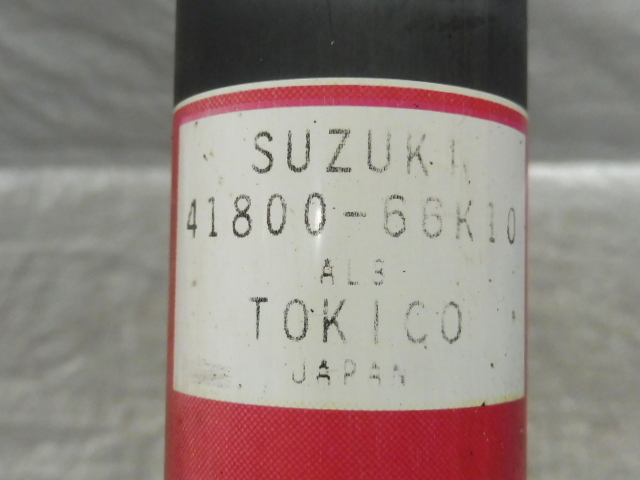 SUZUKI
41800-66K10
AL3
TOKICO
JAPAN